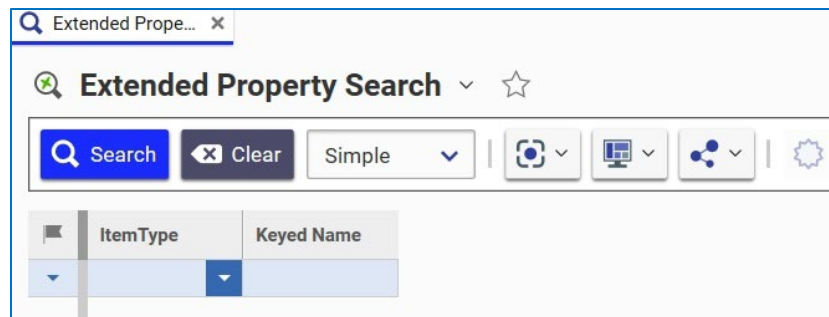 Extended Prope...
Extended Property Search
Search Clear Simple
ItemType Keyed Name